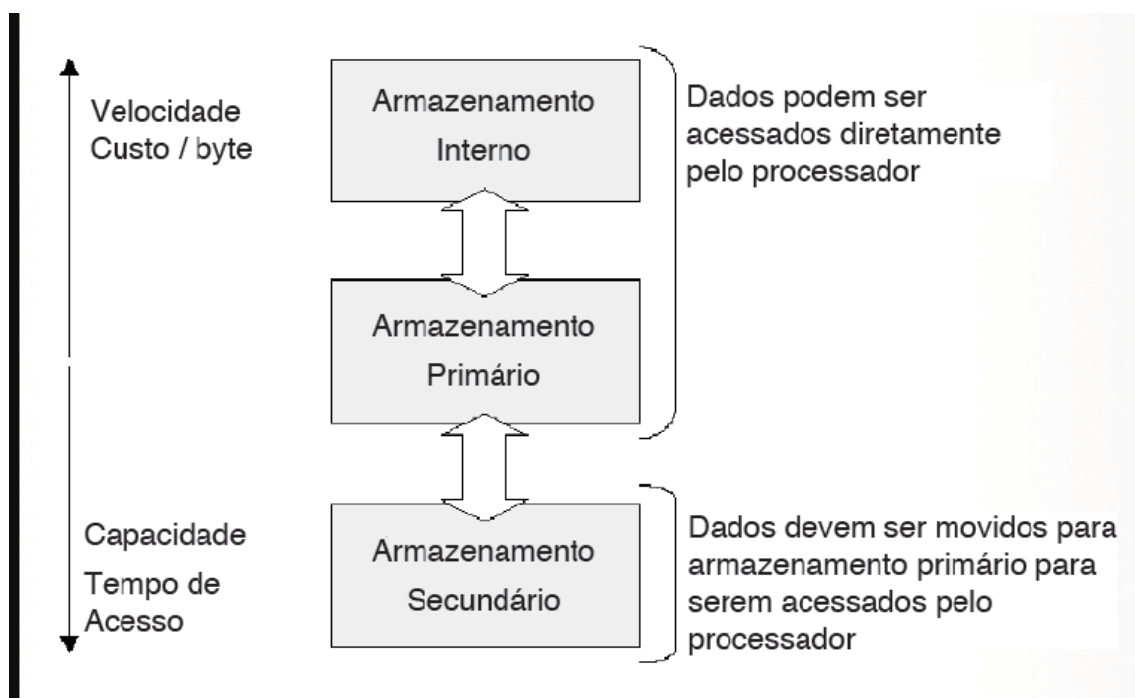 Velocidade
Custo / byte
Armazenamento
Interno
Dados podem ser
acessados diretamente
pelo processador
Armazenamento
Primário
Capacidade
Tempo de
Acesso
Armazenamento
Secundário
Dados devem ser movidos para
armazenamento primário para
serem acessados pelo
processador